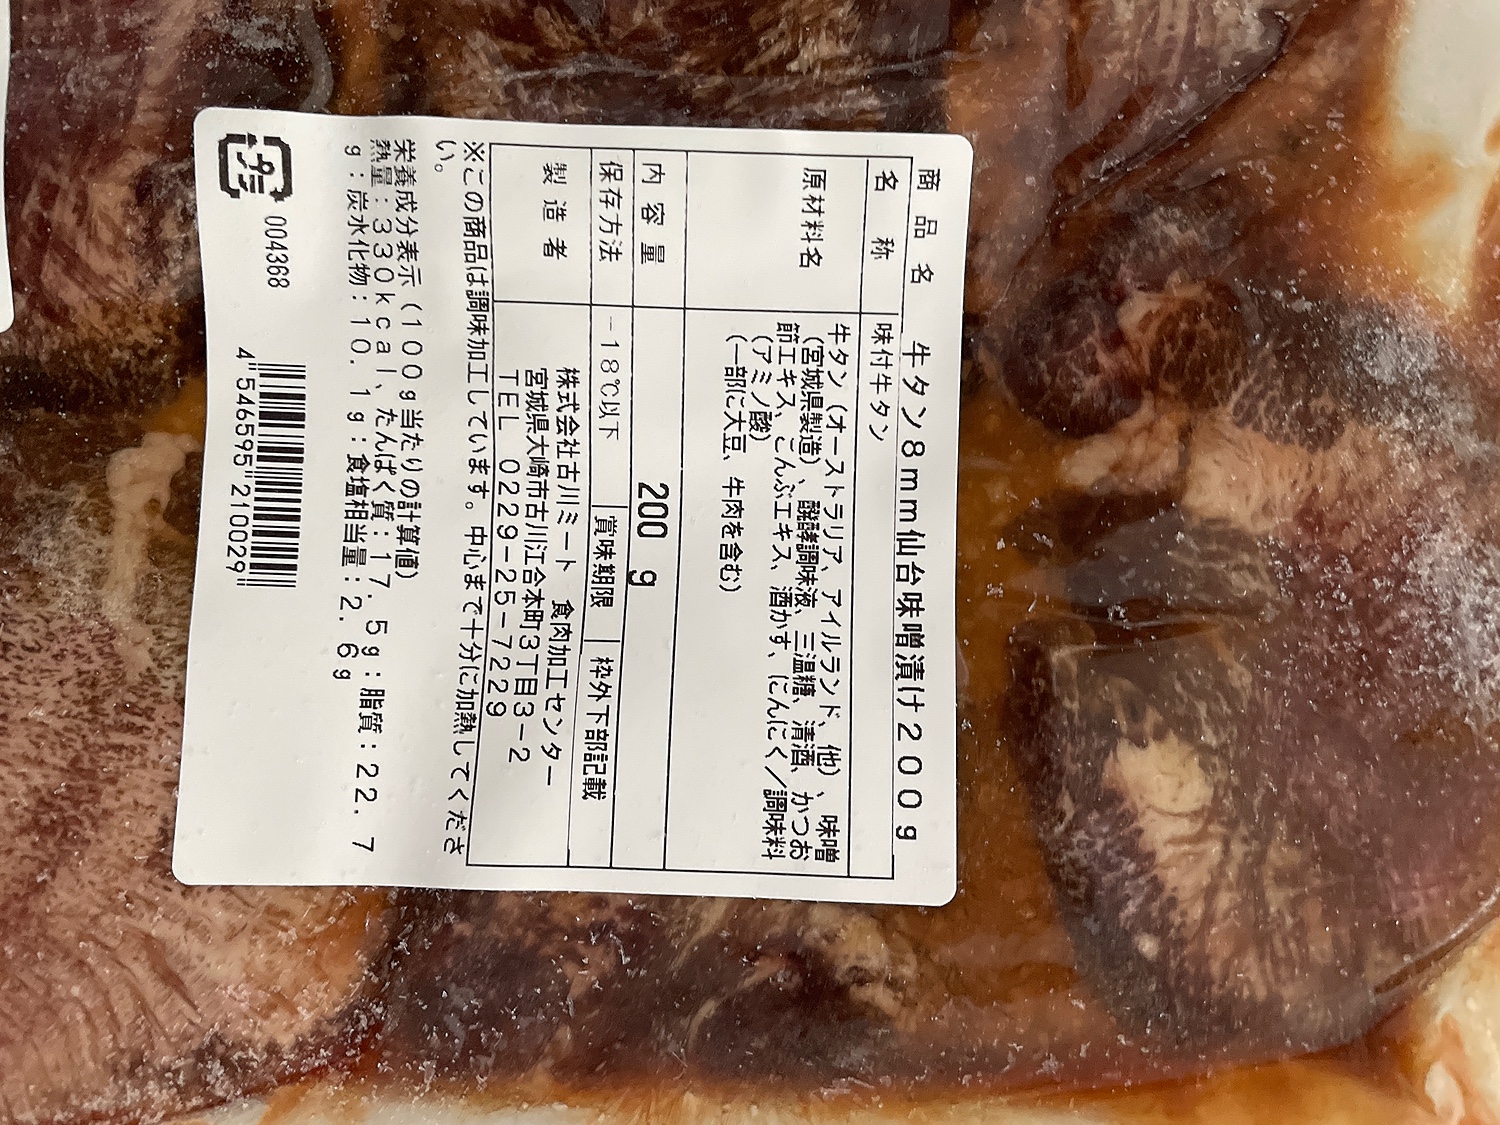 商品名 牛タン8mm仙台味噌漬け200g
名称 味付牛タン
原材料名 牛タン（オーストラリア、アイルランド、他）、味噌
（宮城県製造）、醗酵調味液、三温糖、清酒、かつお
節エキス、こんぶエキス、酒かす、にんにく／調味料
（アミノ酸）
（一部に大豆、牛肉を含む）
内容量 200 g
保存方法 －18℃以下 賞味期限 枠外下部記載
製造者 株式会社古川ミート 食肉加工センター
宮城県大崎市古川江合本町3丁目3－2
TEL 0229-25-7229
※この商品は調味加工しています。中心まで十分に加熱してくださ
い。
栄養成分表示（100g当たりの計算値）
熱量：330kcal、たんぱく質：17.5g：脂質：22.7
g：炭水化物：10.1g：食塩相当量：2.6g
プラ 004368
4"546595"210029"